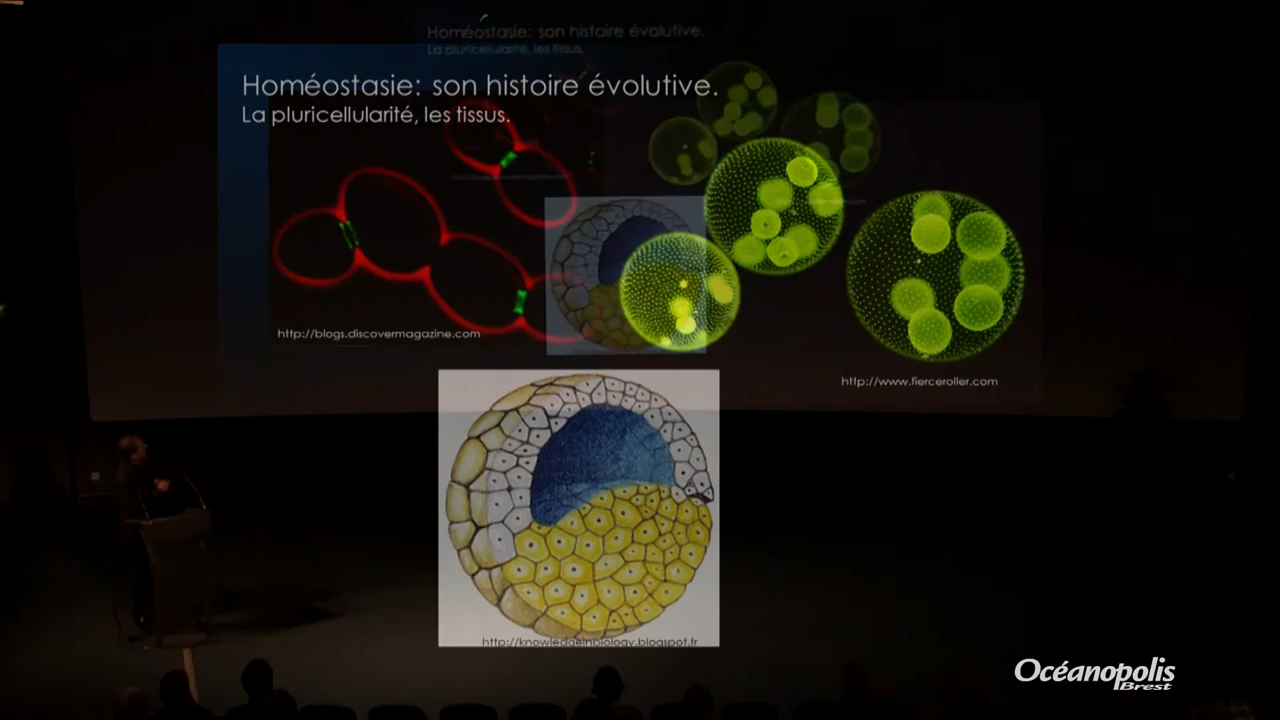 Homéostasie: son histoire évolutive.
La pluricellularité, les tissus.
Homéostasie: son histoire évolutive.
La pluricellularité, les tissus.
http://blogs.discovermagazine.com
http://www.fierceroller.com
http://knowledgeinbiology.blogspot.fr
Océanopolis
Brest